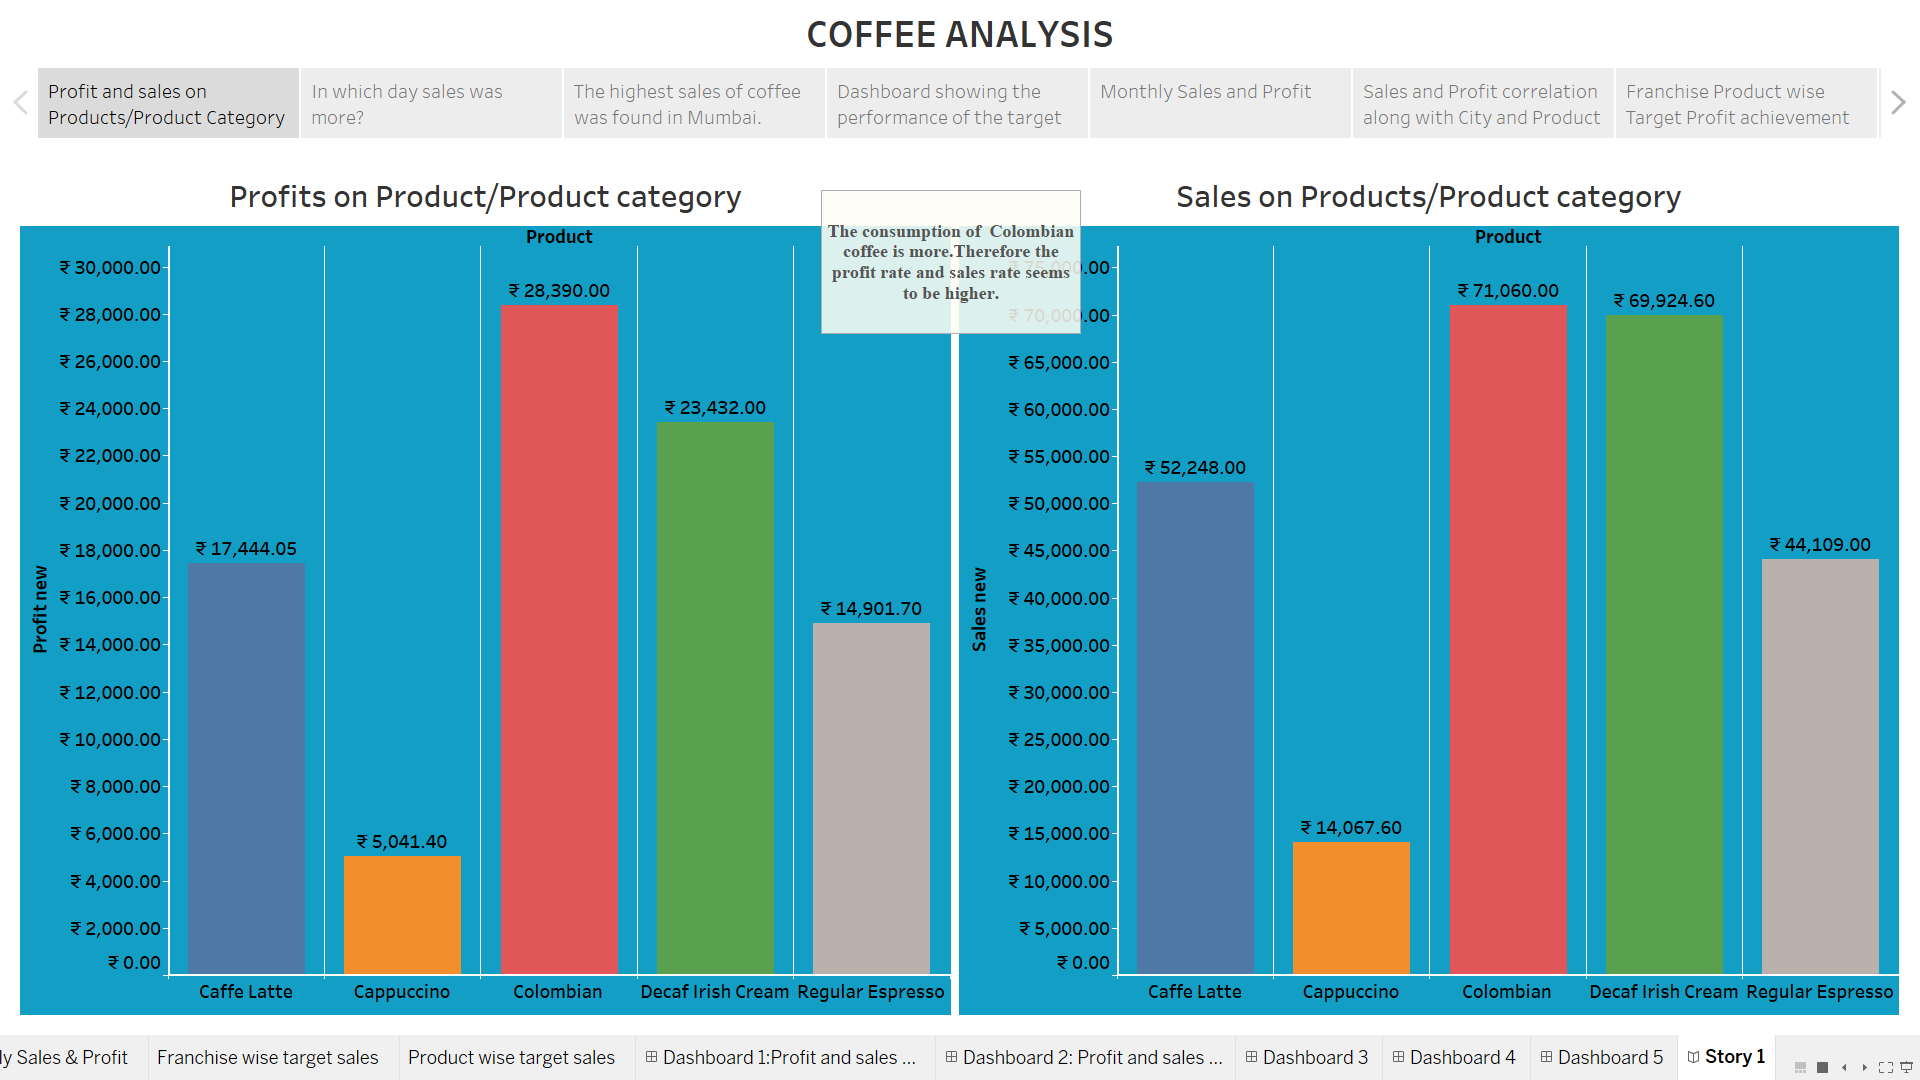 COFFEE ANALYSIS
Profit and sales on
Products/Product Category
In which day sales was
more?
The highest sales of coffee
was found in Mumbai.
Dashboard showing the
performance of the target
Monthly Sales and Profit
Sales and Profit correlation
along with City and Product
Franchise Product wise
Target Profit achievement
Profits on Product/Product category
Product
₹ 30,000.00
₹ 28,000.00
₹ 26,000.00
₹ 24,000.00
₹ 22,000.00
₹ 20,000.00
₹ 18,000.00
₹ 16,000.00
₹ 14,000.00
₹ 12,000.00
₹ 10,000.00
₹ 8,000.00
₹ 6,000.00
₹ 4,000.00
₹ 2,000.00
₹ 0.00
Profit new
₹ 17,444.05
₹ 5,041.40
₹ 28,390.00
₹ 23,432.00
₹ 14,901.70
Caffe Latte
Cappuccino
Colombian
Decaf Irish Cream
Regular Espresso
The consumption of  Colombian
coffee is more.Therefore the
profit rate and sales rate seems
to be higher.
Sales on Products/Product category
Product
₹ 75,000.00
₹ 70,000.00
₹ 65,000.00
₹ 60,000.00
₹ 55,000.00
₹ 50,000.00
₹ 45,000.00
₹ 40,000.00
₹ 35,000.00
₹ 30,000.00
₹ 25,000.00
₹ 20,000.00
₹ 15,000.00
₹ 10,000.00
₹ 5,000.00
₹ 0.00
Sales new
₹ 52,248.00
₹ 14,067.60
₹ 71,060.00
₹ 69,924.60
₹ 44,109.00
Caffe Latte
Cappuccino
Colombian
Decaf Irish Cream
Regular Espresso
ly Sales & Profit
Franchise wise target sales
Product wise target sales
Dashboard 1:Profit and sales ...
Dashboard 2: Profit and sales ...
Dashboard 3
Dashboard 4
Dashboard 5
Story 1